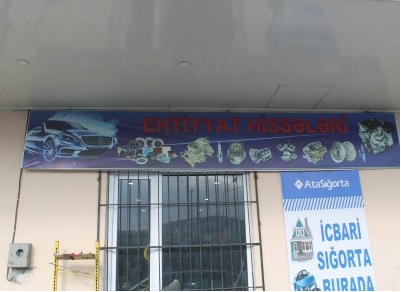 EHTİYYAT HİSSƏLƏRİ
AtaSığorta
İCBARİ
SIĞORTA
BURADA